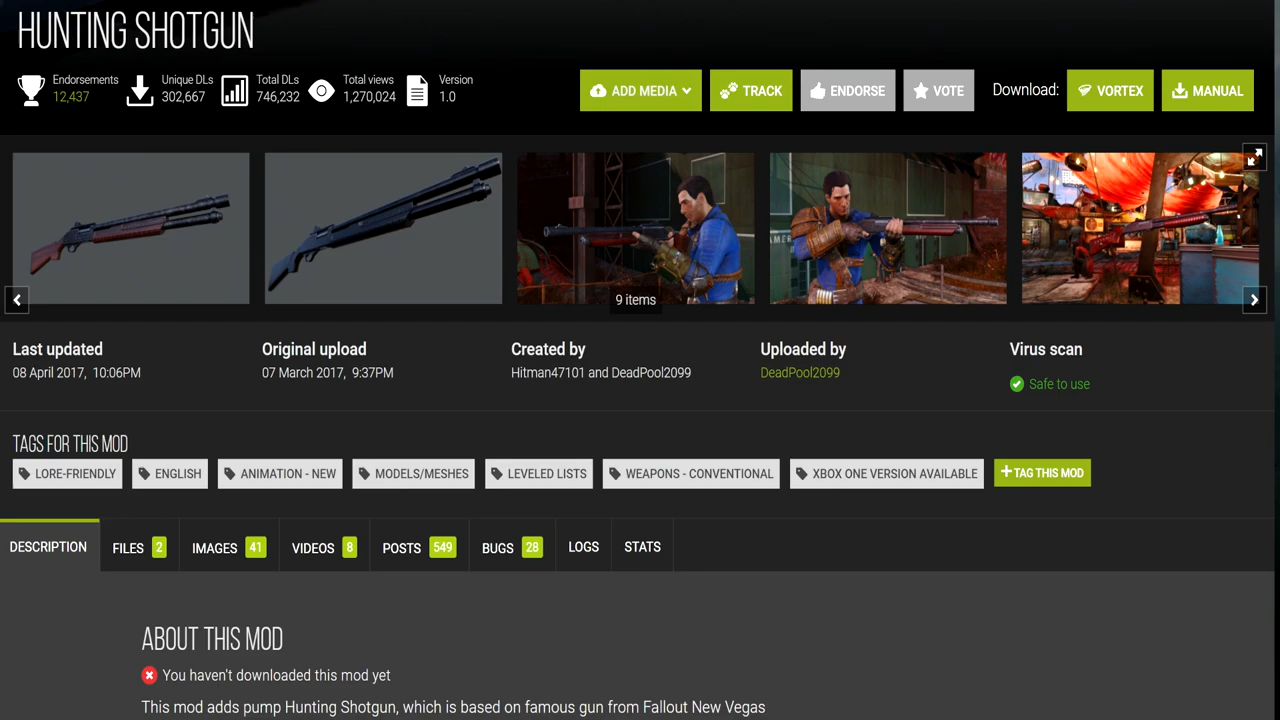 HUNTING SHOTGUN
Endorsements
12,437
Unique DLs
302,667
Total DLs
746,232
Total views
1,270,024
Version
1.0
ADD MEDIA
TRACK
ENDORSE
VOTE
Download:
VORTEX
MANUAL
9 items
Last updated
08 April 2017, 10:06PM
Original upload
07 March 2017, 9:37PM
Created by
Hitman47101 and DeadPool2099
Uploaded by
DeadPool2099
Virus scan
Safe to use
TAGS FOR THIS MOD
LORE-FRIENDLY
ENGLISH
ANIMATION - NEW
MODELS/MESHES
LEVELED LISTS
WEAPONS - CONVENTIONAL
XBOX ONE VERSION AVAILABLE
+TAG THIS MOD
DESCRIPTION
FILES 2
IMAGES 41
VIDEOS 8
POSTS 549
BUGS 28
LOGS
STATS
ABOUT THIS MOD
You haven't downloaded this mod yet
This mod adds pump Hunting Shotgun, which is based on famous gun from Fallout New Vegas